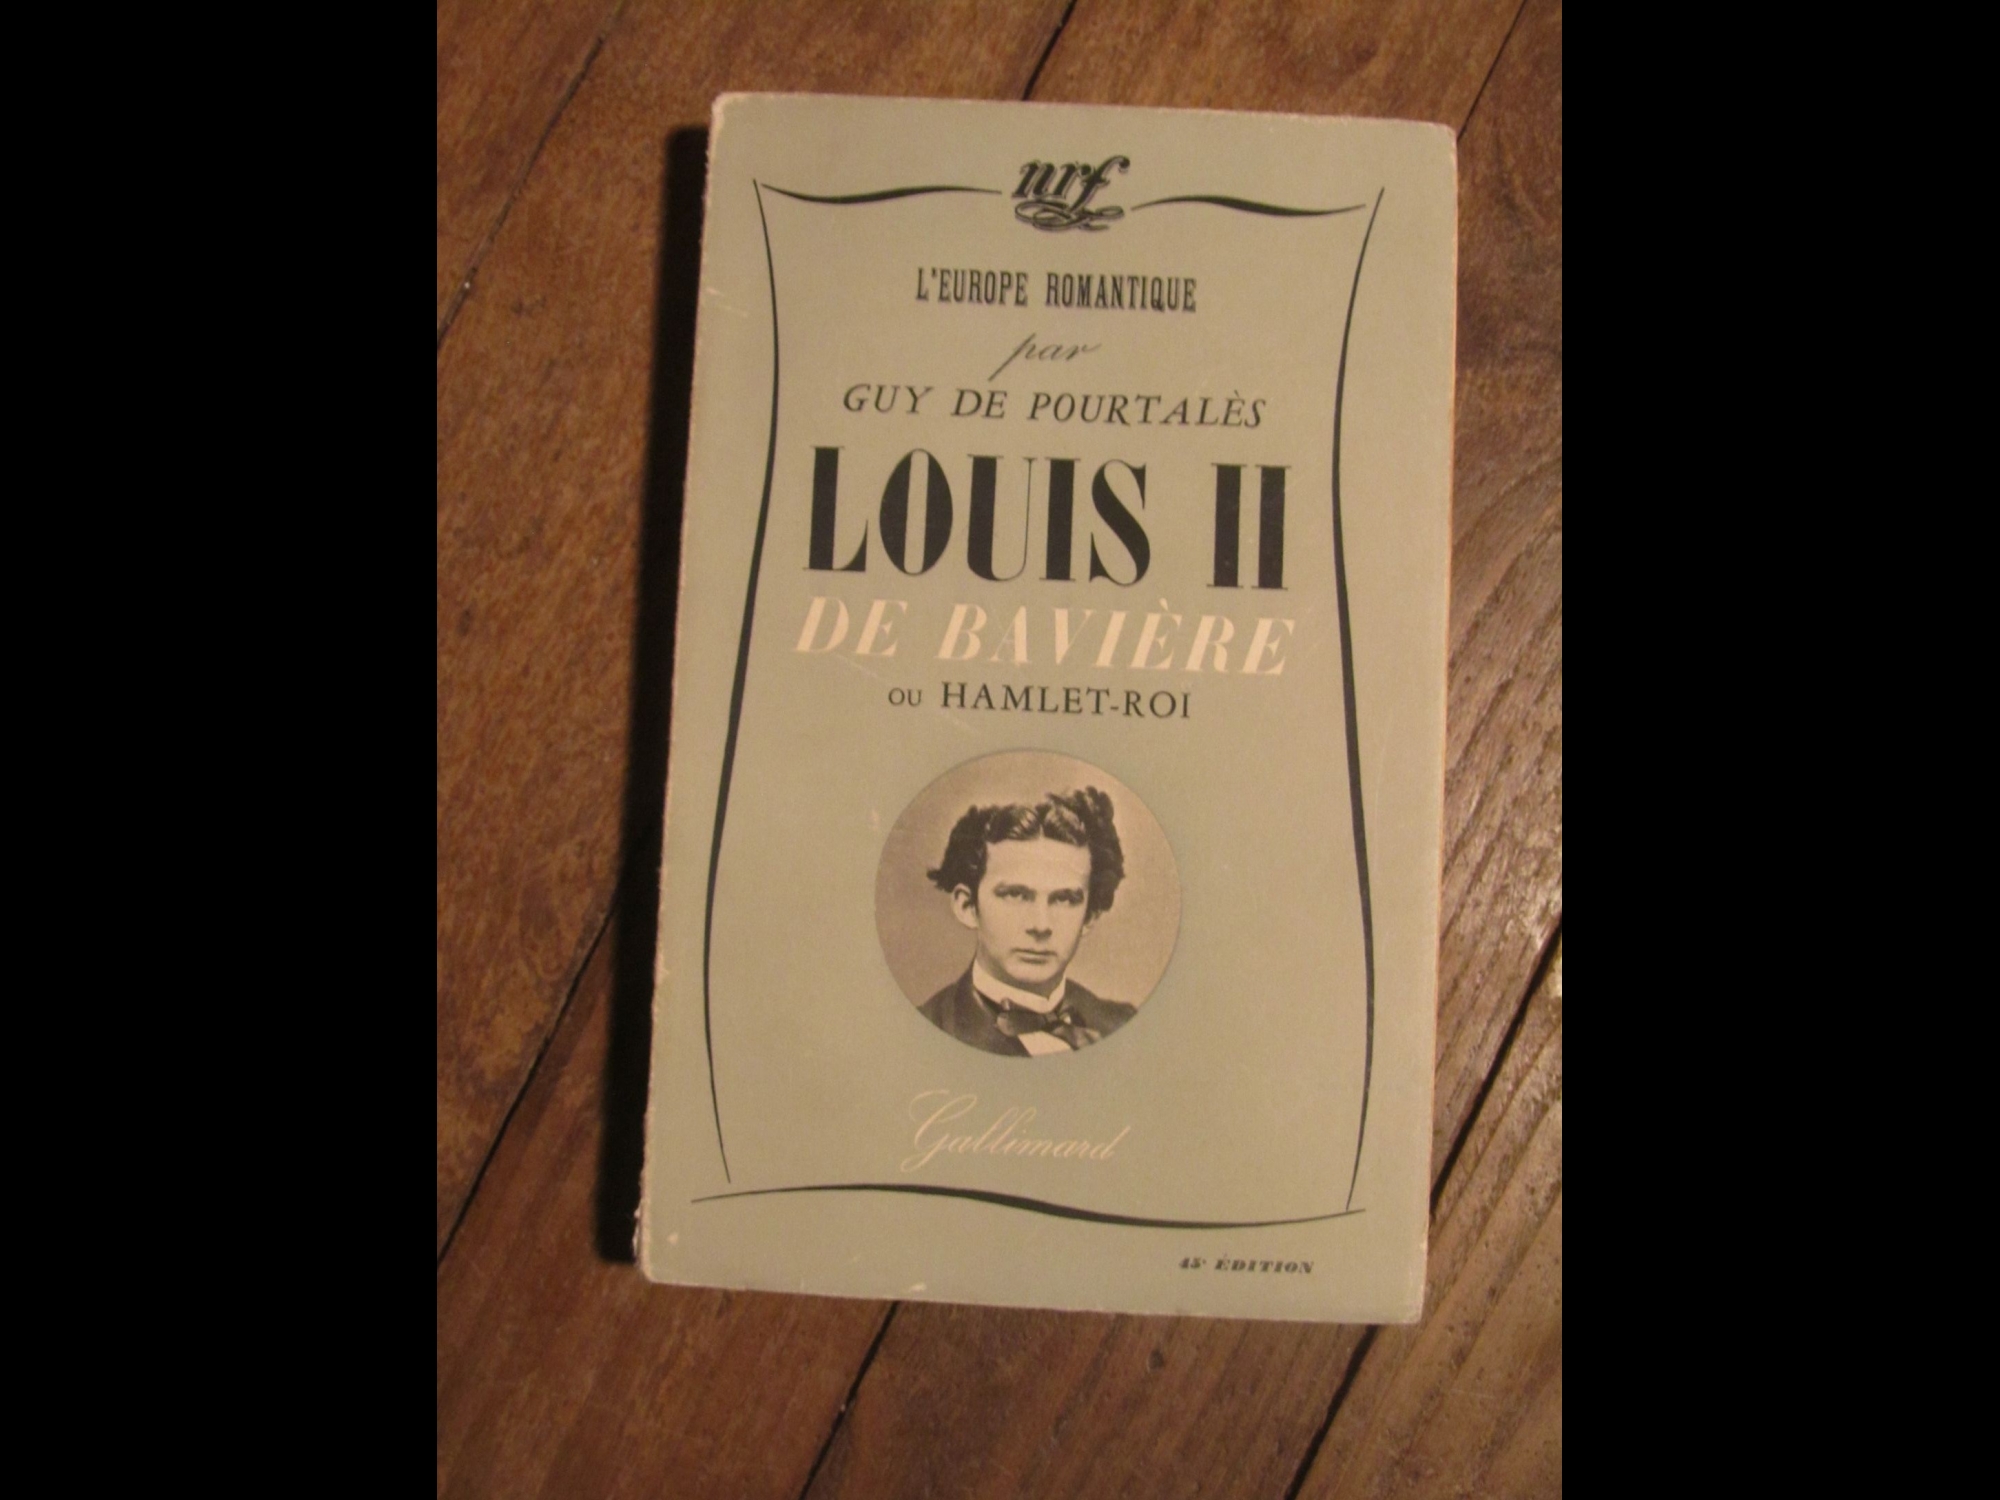 nrf
L'EUROPE ROMANTIQUE
par
GUY DE POURTALÈS
LOUIS II
DE BAVIÈRE
OU HAMLET-ROI
Gallimard
45e ÉDITION